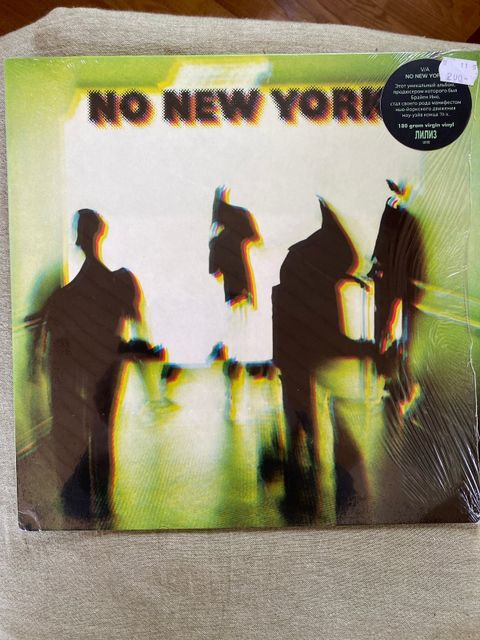 NO NEW YORK
V/A
NO NEW YORK
Этот уникальный альбом,
продюсером которого был
Брайен Ино,
стал своего рода манифестом
нью-йоркского движения
ноу-уэйв конца 70-х.
180 gram virgin vinyl
ЛИЛИЗ